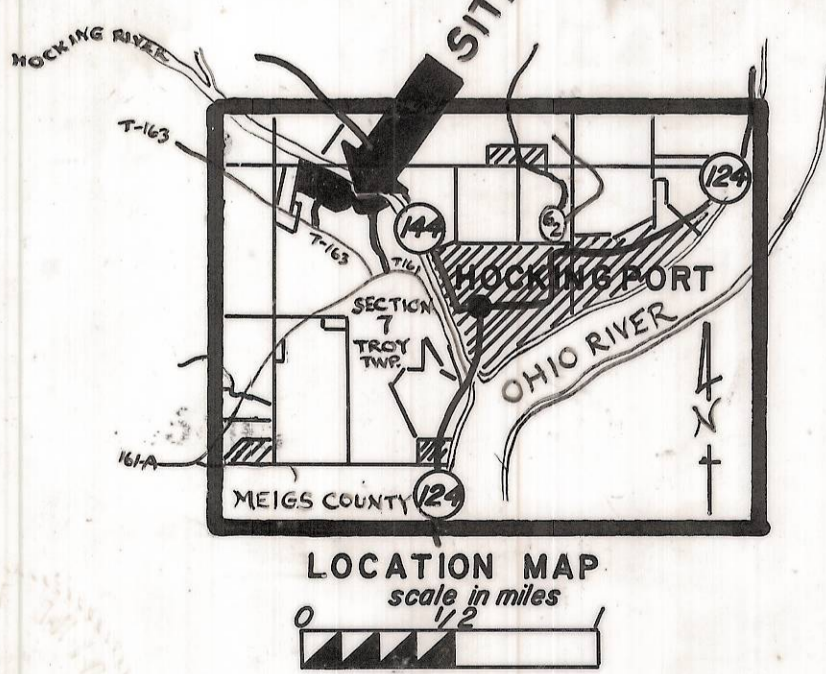 HOCKING RIVER
T-163
T-163
144
T161
62
124
HOCKINGPORT
SECTION
7
TROY
TWP.
OHIO RIVER
N
161-A
MEIGS COUNTY
124
LOCATION MAP
scale in miles
0 1/2 1